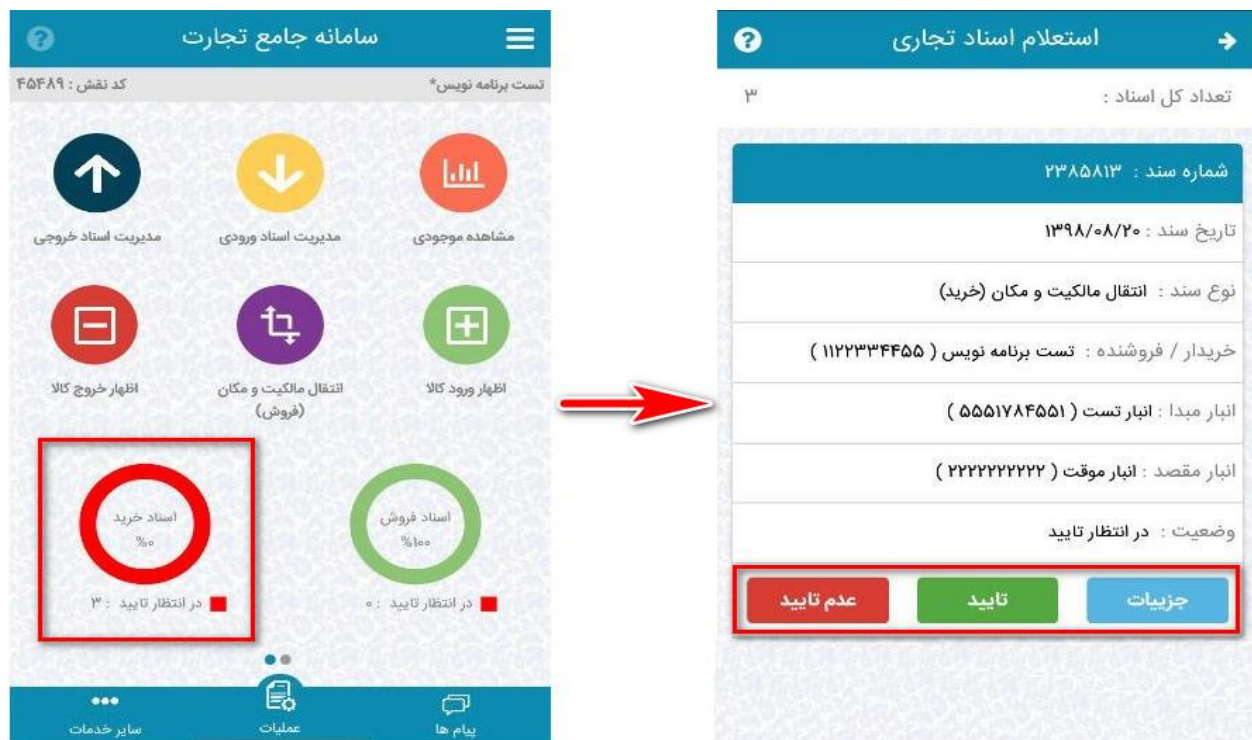 سامانه جامع تجارت
تست برنامه نویس*
کد نقش : ۴۵۴۸۹
مشاهده موجودی
مدیریت اسناد ورودی
مدیریت اسناد خروجی
اظهار ورود کالا
انتقال مالکیت و مکان
(فروش)
اظهار خروج کالا
اسناد فروش
%۱۰۰
در انتظار تایید : ۰
اسناد خرید
%۰
در انتظار تایید : ۳
پیام ها
عملیات
سایر خدمات
استعلام اسناد تجاری
تعداد کل اسناد : ۳
شماره سند : ۲۳۸۵۸۱۳
تاریخ سند : ۱۳۹۸/۰۸/۲۰
نوع سند : انتقال مالکیت و مکان (خرید)
خریدار / فروشنده : تست برنامه نویس ( ۱۱۲۲۳۳۴۴۵۵ )
انبار مبدا : انبار تست ( ۵۵۵۱۷۸۴۵۵۱ )
انبار مقصد : انبار موقت ( ۲۲۲۲۲۲۲۲۲۲ )
وضعیت : در انتظار تایید
جزییات
تایید
عدم تایید